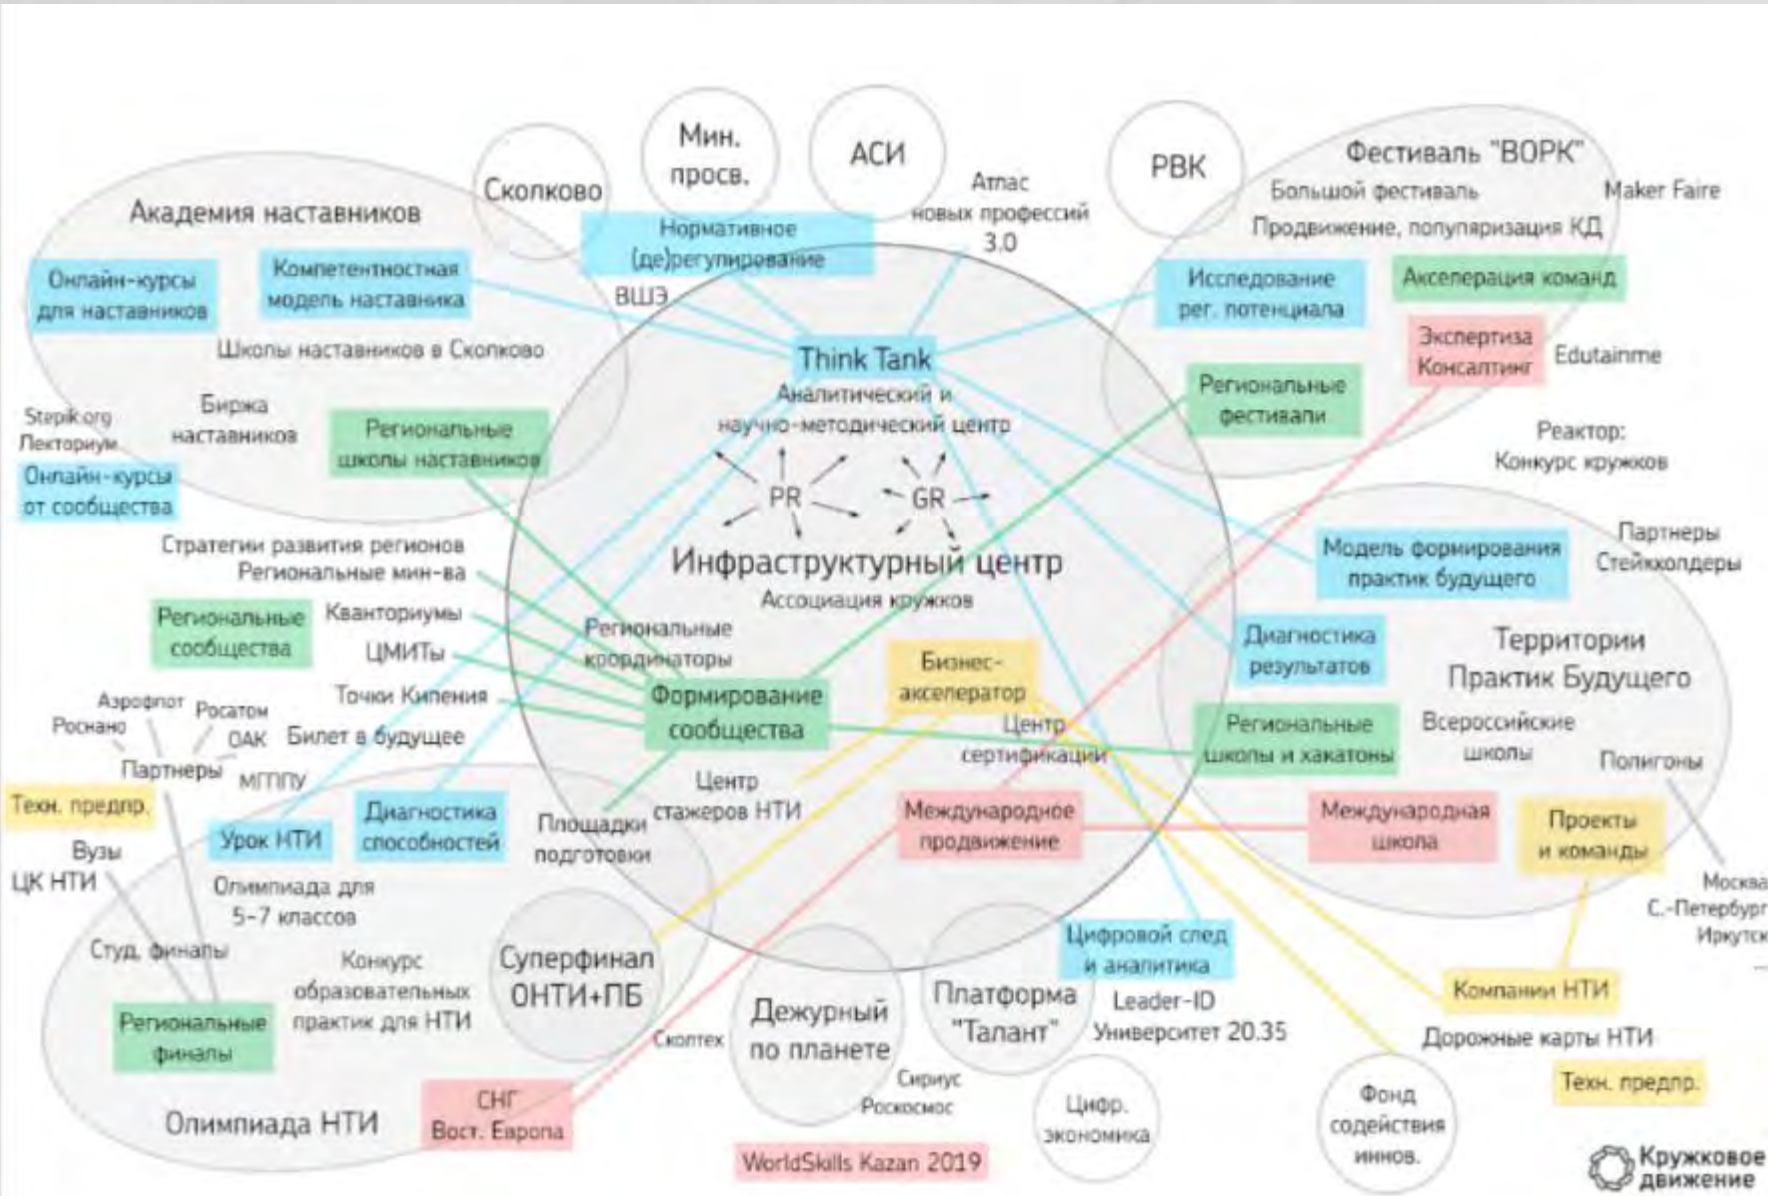 Сколково
Мин.
просв.
АСИ
РВК
Атлас
новых профессий
3.0
Фестиваль "ВОРК"
Большой фестиваль
Maker Faire
Продвижение, популяризация КД
Исследование
рег. потенциала
Акселерация команд
Экспертиза
Консалтинг
Edutainme
Региональные
фестивали
Реактор:
Конкурс кружков
Академия наставников
Онлайн-курсы
для наставников
Компетентностная
модель наставника
Школы наставников в Сколково
Биржа
наставников
Региональные
школы наставников
Stepik.org
Лекториум
Онлайн-курсы
от сообщества
Нормативное
(де)регулирование
ВШЭ
Think Tank
Аналитический и
научно-методический центр
PR
GR
Инфраструктурный центр
Ассоциация кружков
Региональные
координаторы
Формирование
сообщества
Бизнес-
акселератор
Центр
сертификации
Центр
стажеров НТИ
Международное
продвижение
Площадки
подготовки
Стратегии развития регионов
Региональные мин-ва
Региональные
сообщества
Кванториумы
ЦМИТы
Точки Кипения
Билет в будущее
Аэрофлот
Роснано
Росатом
ОАК
Партнеры
МГППУ
Техн. предпр.
Вузы
ЦК НТИ
Урок НТИ
Диагностика
способностей
Олимпиада для
5-7 классов
Студ. финалы
Конкурс
образовательных
практик для НТИ
Региональные
финалы
Олимпиада НТИ
Суперфинал
ОНТИ+ПБ
СНГ
Вост. Европа
Сколтех
Дежурный
по планете
Сириус
Роскосмос
WorldSkills Kazan 2019
Платформа
"Талант"
Цифр.
экономика
Цифровой след
и аналитика
Leader-ID
Университет 20.35
Партнеры
Стейкхолдеры
Модель формирования
практик будущего
Диагностика
результатов
Территории
Практик Будущего
Региональные
школы и хакатоны
Всероссийские
школы
Полигоны
Международная
школа
Проекты
и команды
Москва
С.-Петербург
Иркутск
...
Компании НТИ
Дорожные карты НТИ
Техн. предпр.
Фонд
содействия
иннов.
Кружковое
движение